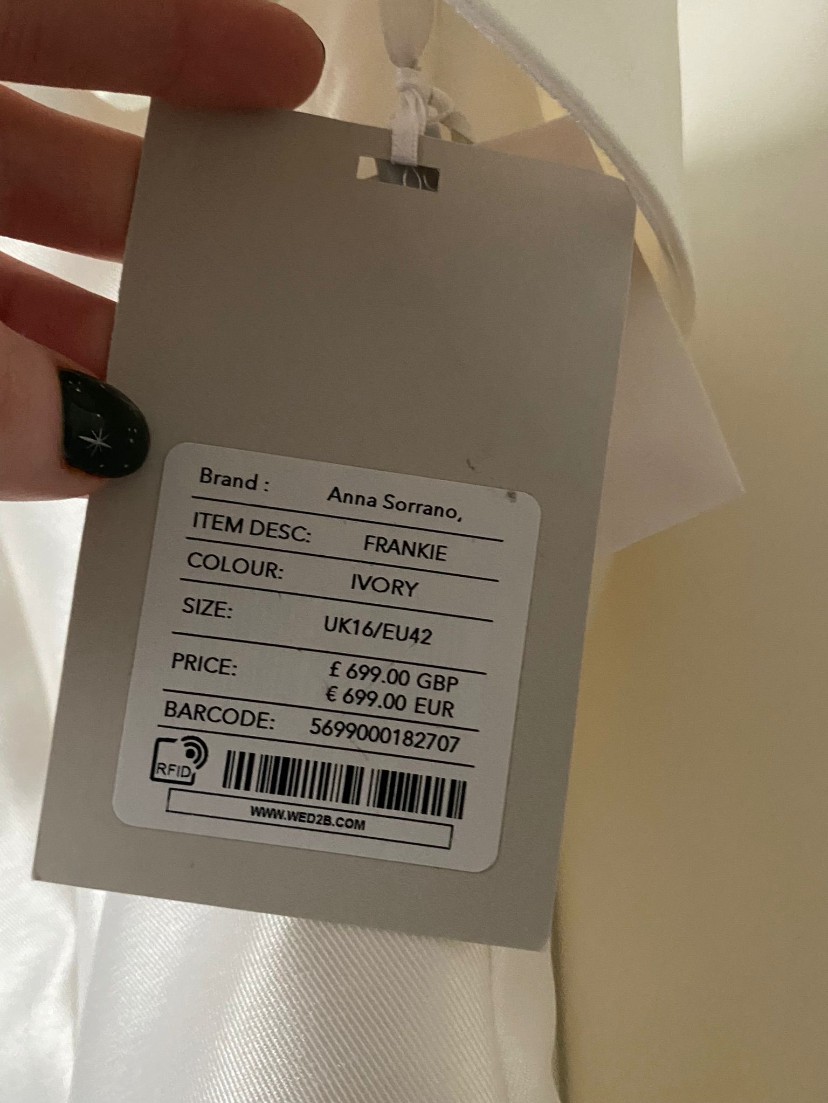 Brand : Anna Sorrano,
ITEM DESC: FRANKIE
COLOUR: IVORY
SIZE: UK16/EU42
PRICE: £ 699.00 GBP
€ 699.00 EUR
BARCODE: 5699000182707
RFID
WWW.WED2B.COM